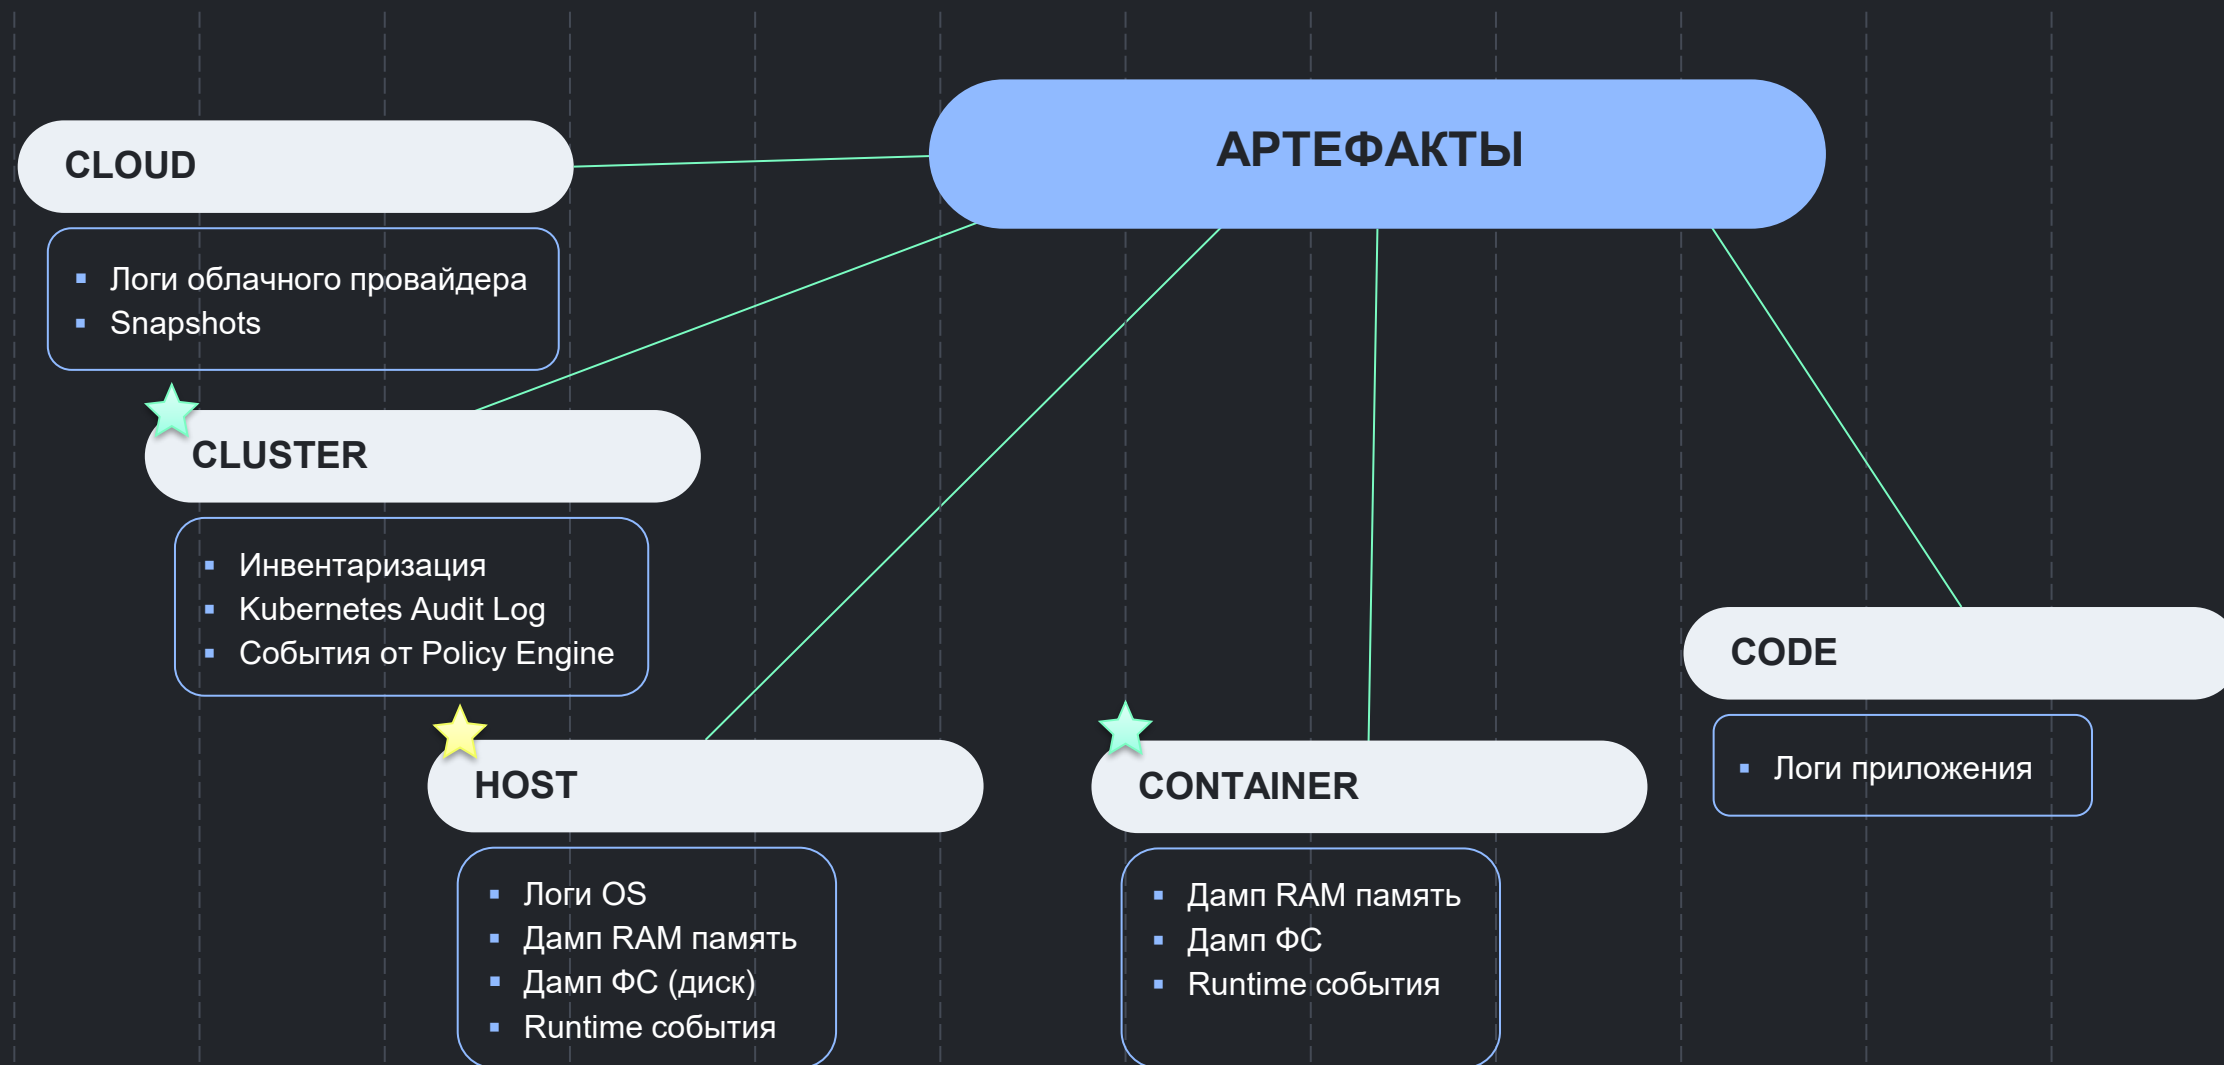 АРТЕФАКТЫ
CLOUD
Логи облачного провайдера
Snapshots
CLUSTER
Инвентаризация
Kubernetes Audit Log
События от Policy Engine
HOST
Логи OS
Дамп RAM память
Дамп ФС (диск)
Runtime события
CONTAINER
Дамп RAM память
Дамп ФС
Runtime события
CODE
Логи приложения